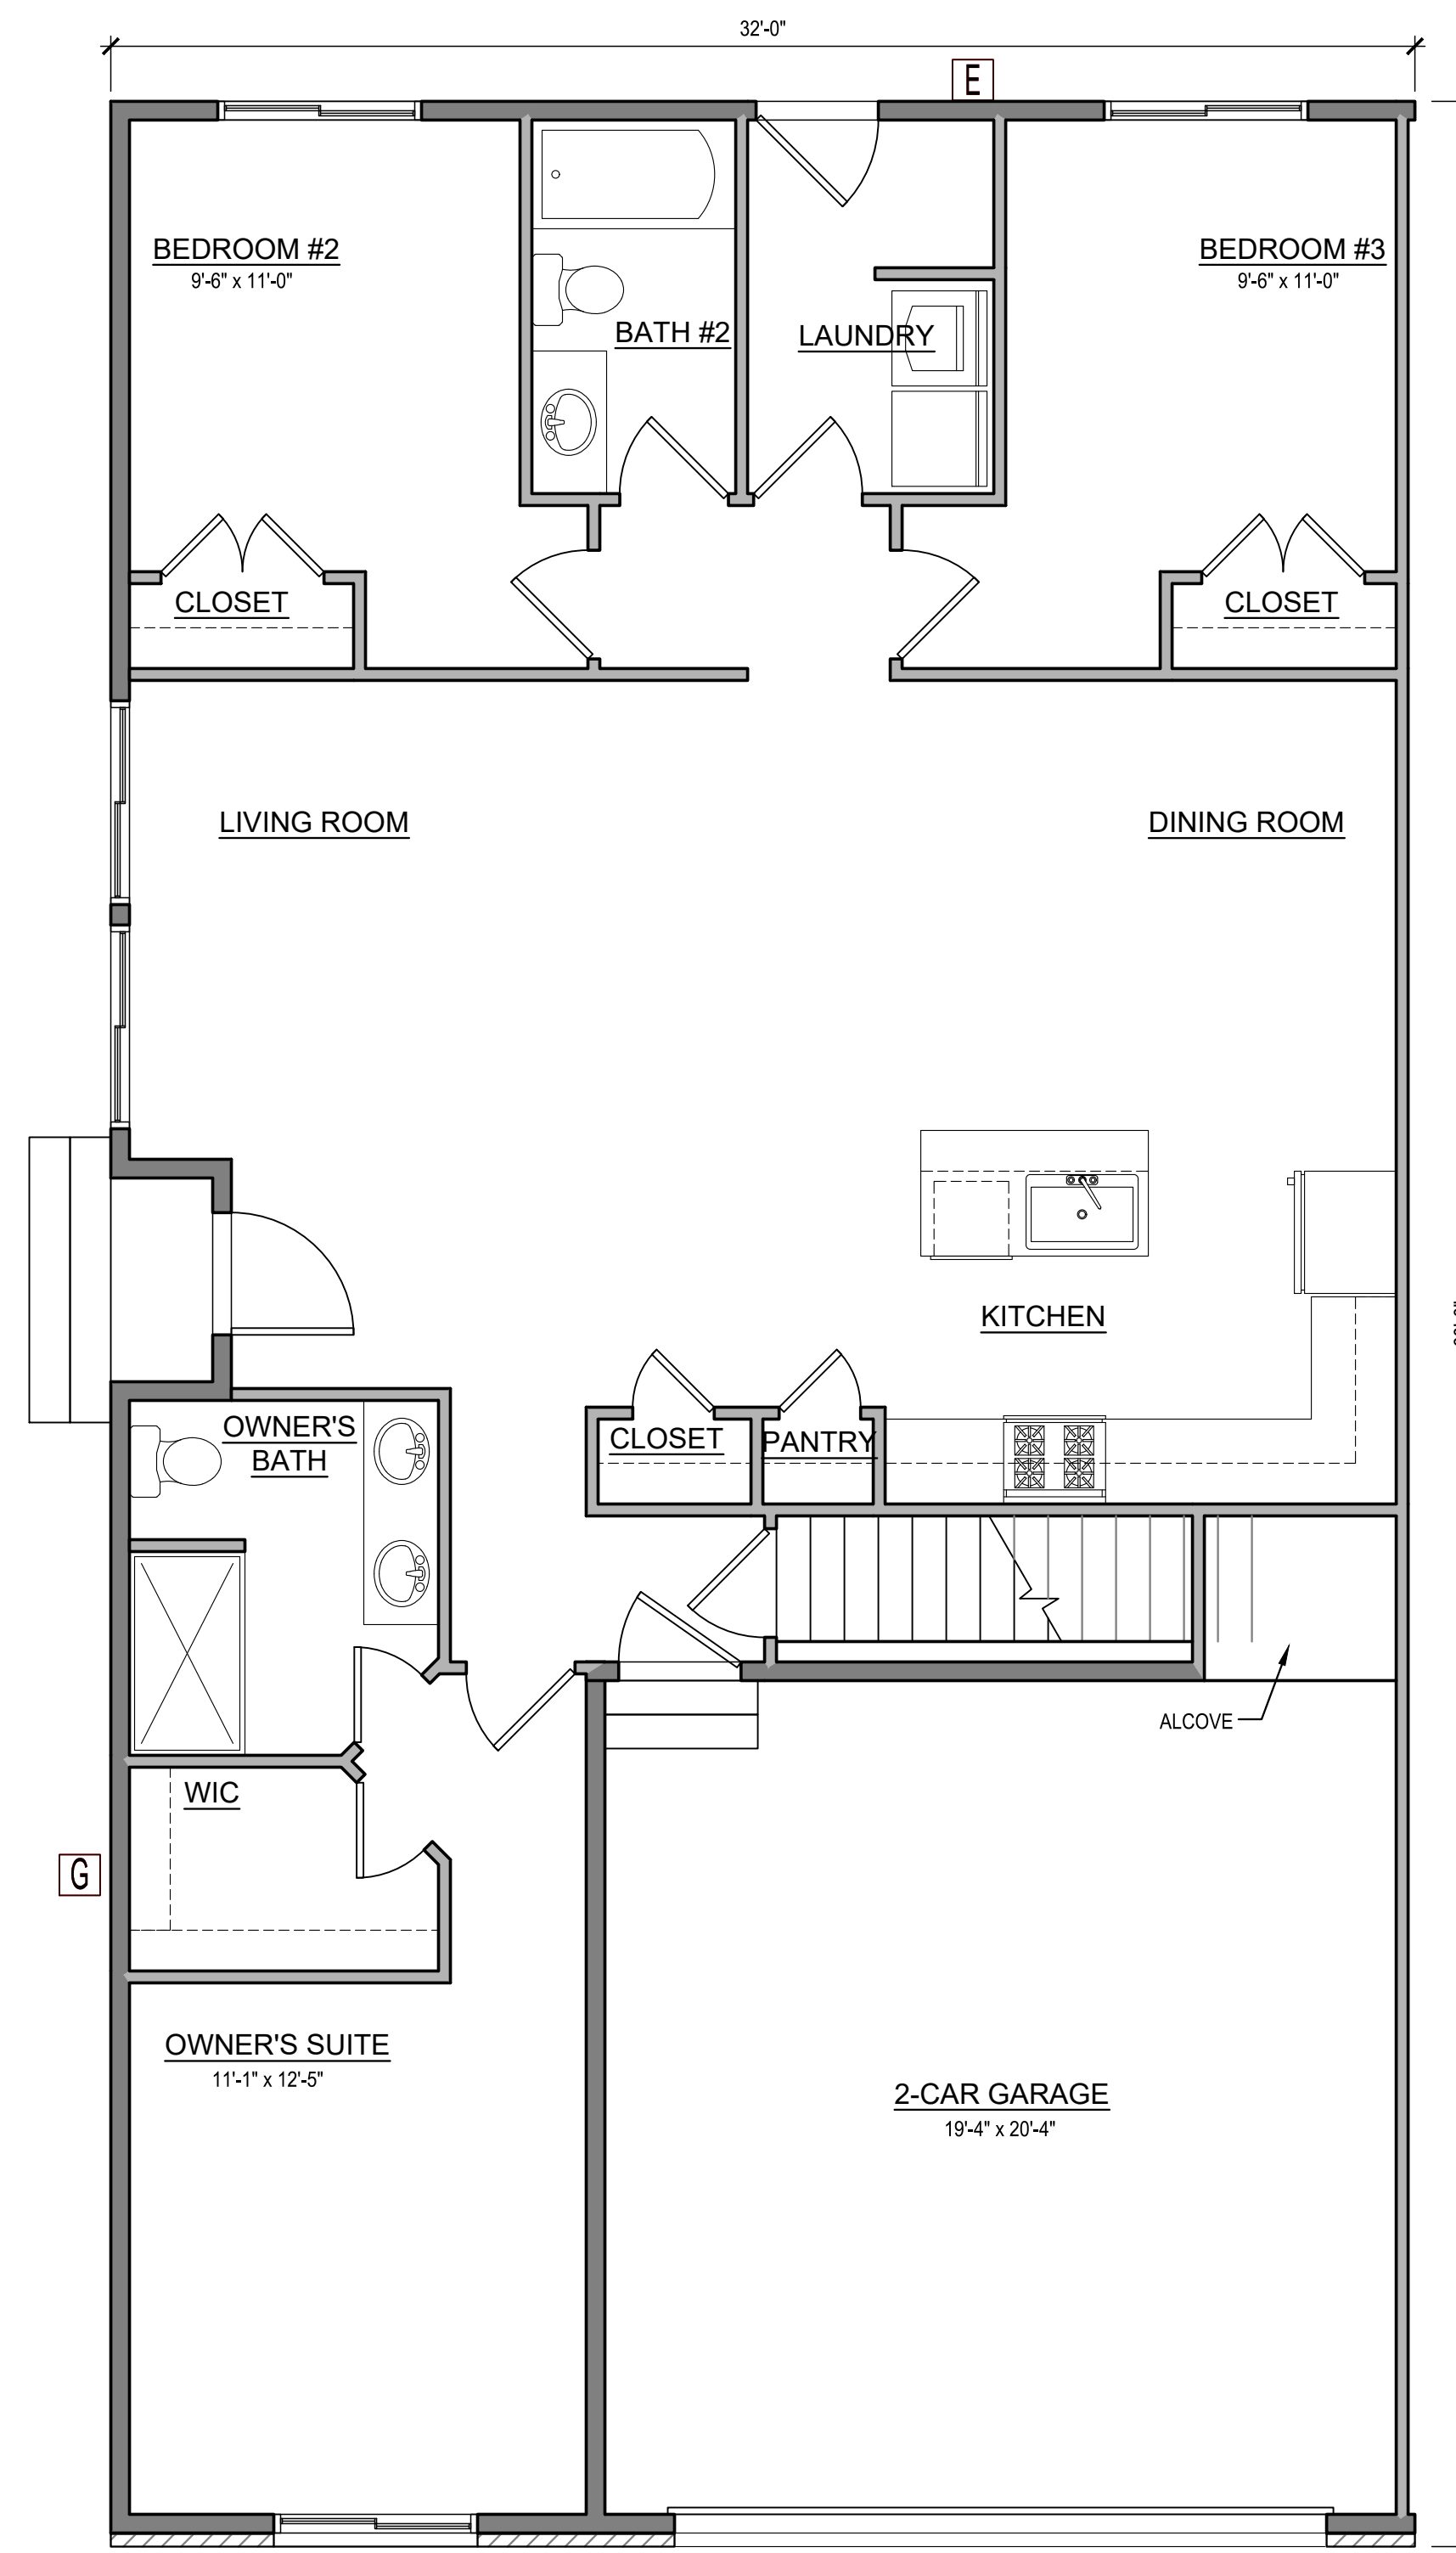 32'-0"
E
BEDROOM #2
9'-6" x 11'-0"
BEDROOM #3
9'-6" x 11'-0"
BATH #2
LAUNDRY
CLOSET
CLOSET
LIVING ROOM
DINING ROOM
KITCHEN
OWNER'S
BATH
CLOSET
PANTRY
ALCOVE
WIC
G
OWNER'S SUITE
11'-1" x 12'-5"
2-CAR GARAGE
19'-4" x 20'-4"